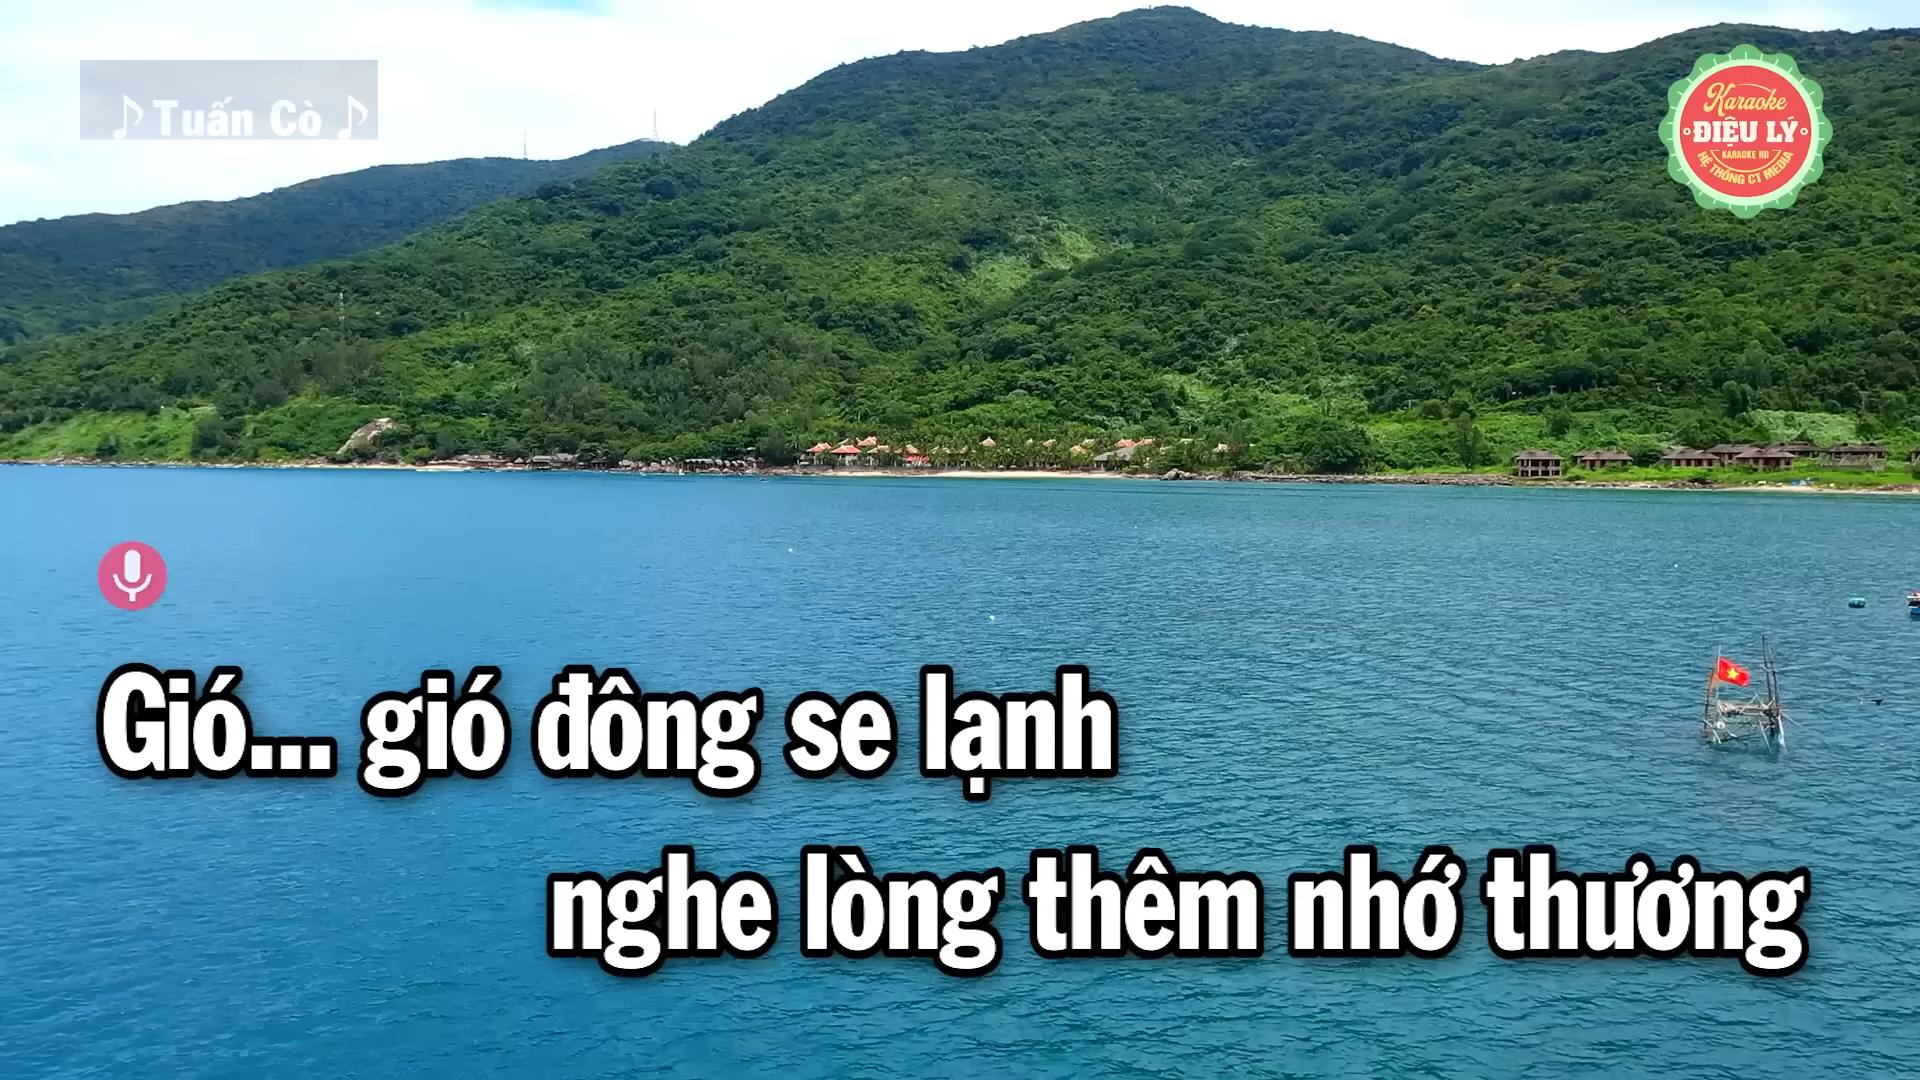 ♪Tuấn Cò♪
Karaoke
ĐIỆU LÝ
KARAOKE HD
HỆ THỐNG CT MEDIA
Gió... gió đông se lạnh
nghe lòng thêm nhớ thương